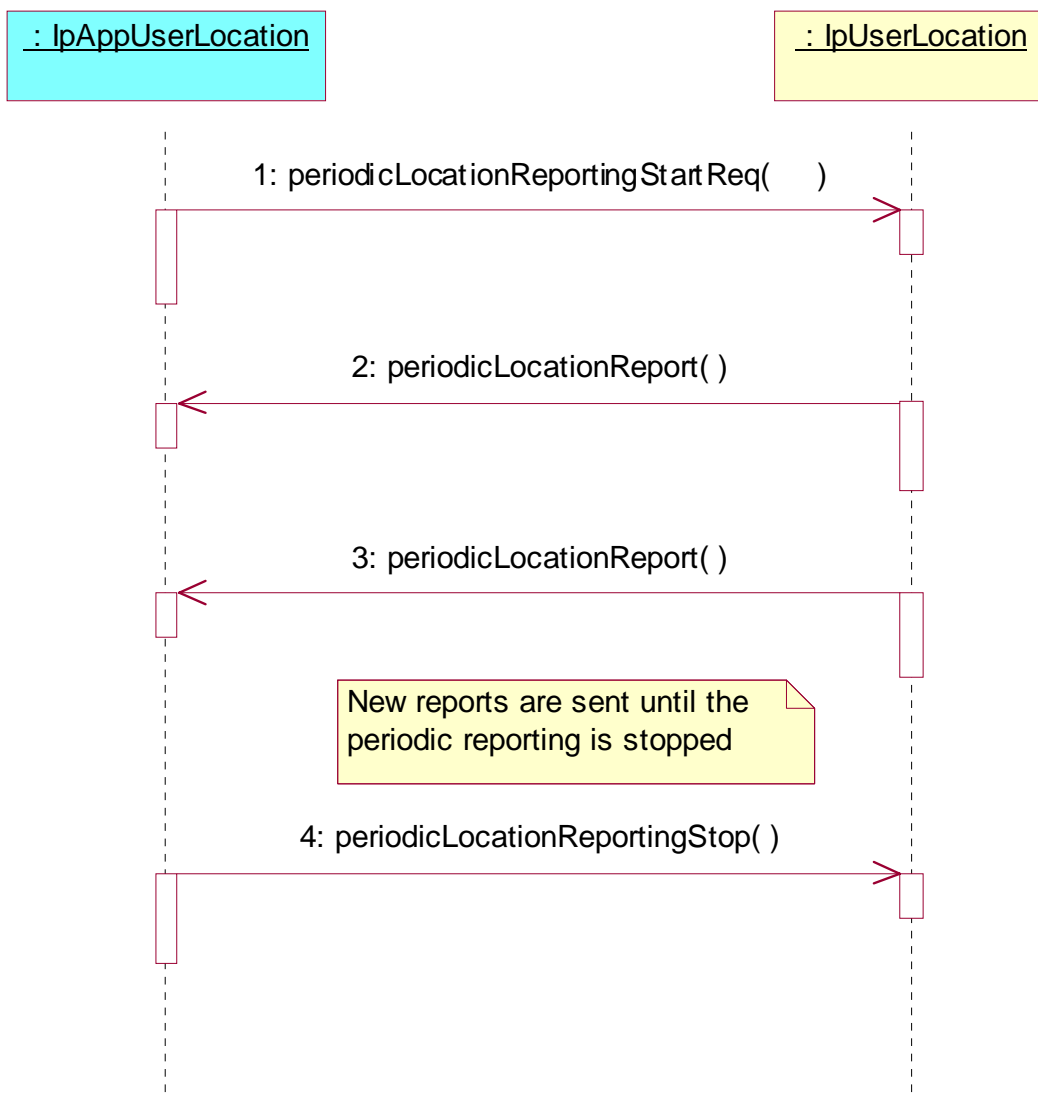 : IpAppUserLocation
: IpUserLocation
1: periodicLocationReportingStartReq( )
2: periodicLocationReport( )
3: periodicLocationReport( )
New reports are sent until the
periodic reporting is stopped
4: periodicLocationReportingStop( )